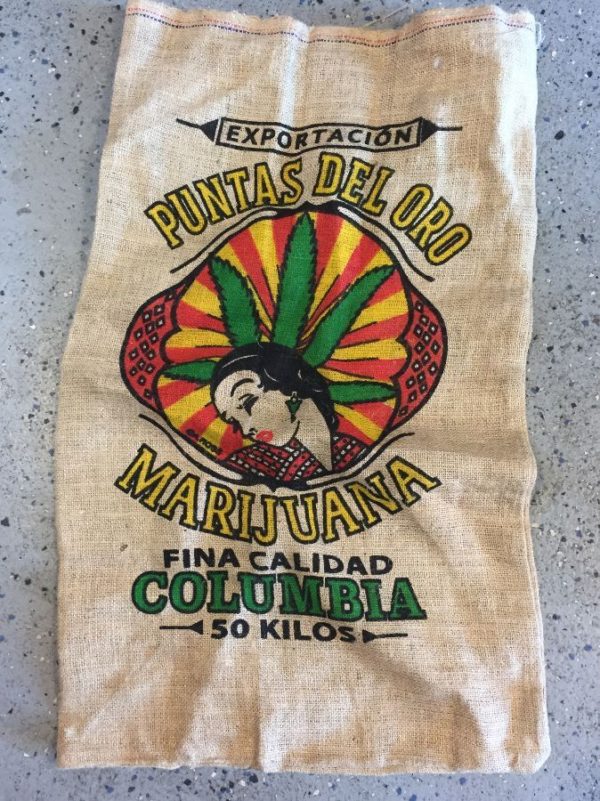 EXPORTACIÓN
PUNTAS DEL ORO
MARIJUANA
FINA CALIDAD
COLUMBIA
50 KILOS